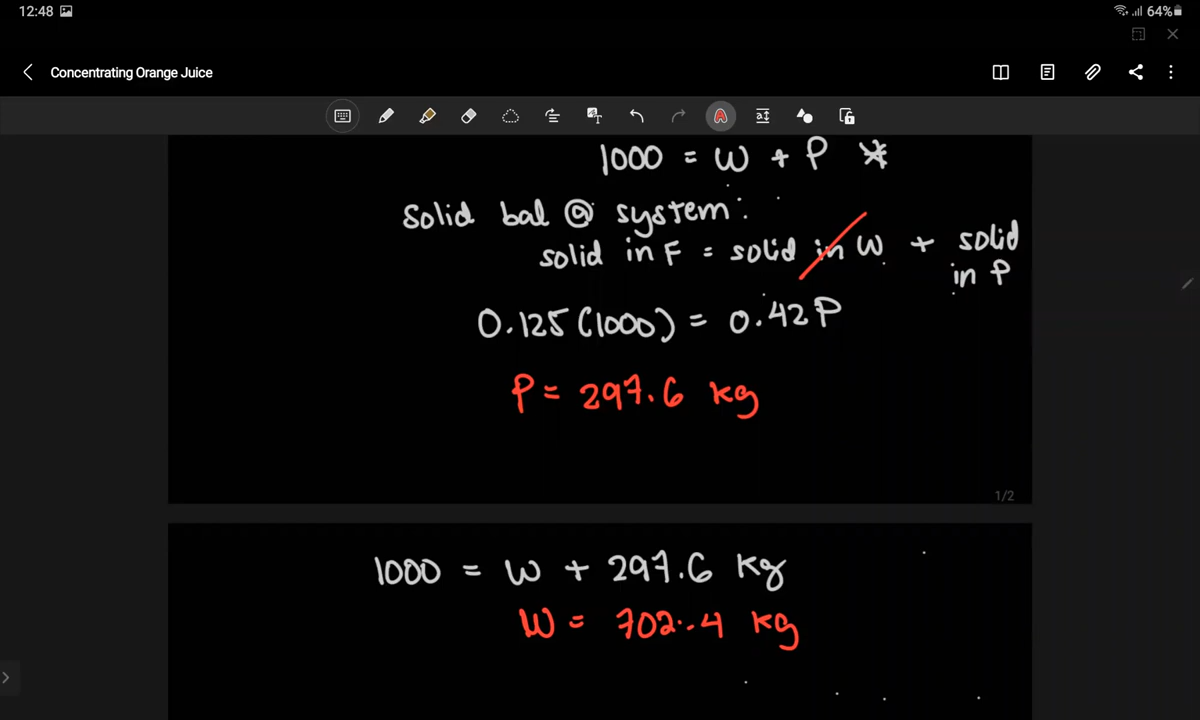 12:48 64%
Concentrating Orange Juice
1000 = W + P *
Solid bal @ system:
solid in F = solid in W + solid
in P
0.125(1000) = 0.42P
P = 297.6 kg
1/2
1000 = W + 297.6 kg
W = 702.4 kg